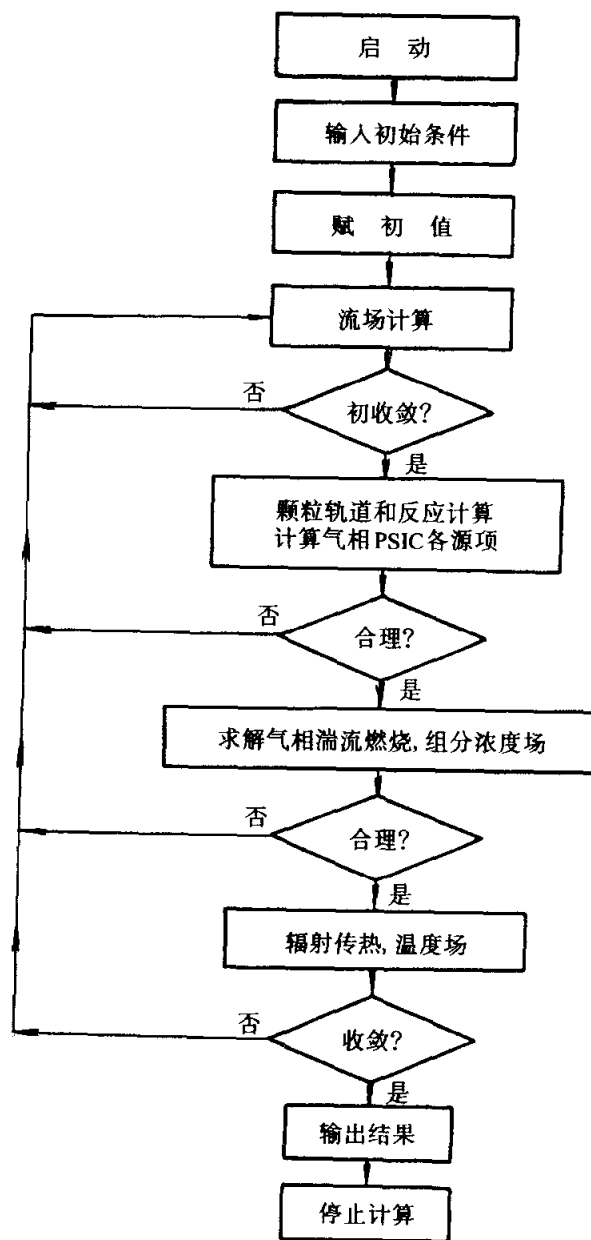 启 动
输入初始条件
赋 初 值
流场计算
否
初收敛?
是
颗粒轨道和反应计算
计算气相PSIC各源项
否
合理?
是
求解气相湍流燃烧,组分浓度场
否
合理?
是
辐射传热,温度场
否
收敛?
是
输出结果
停止计算